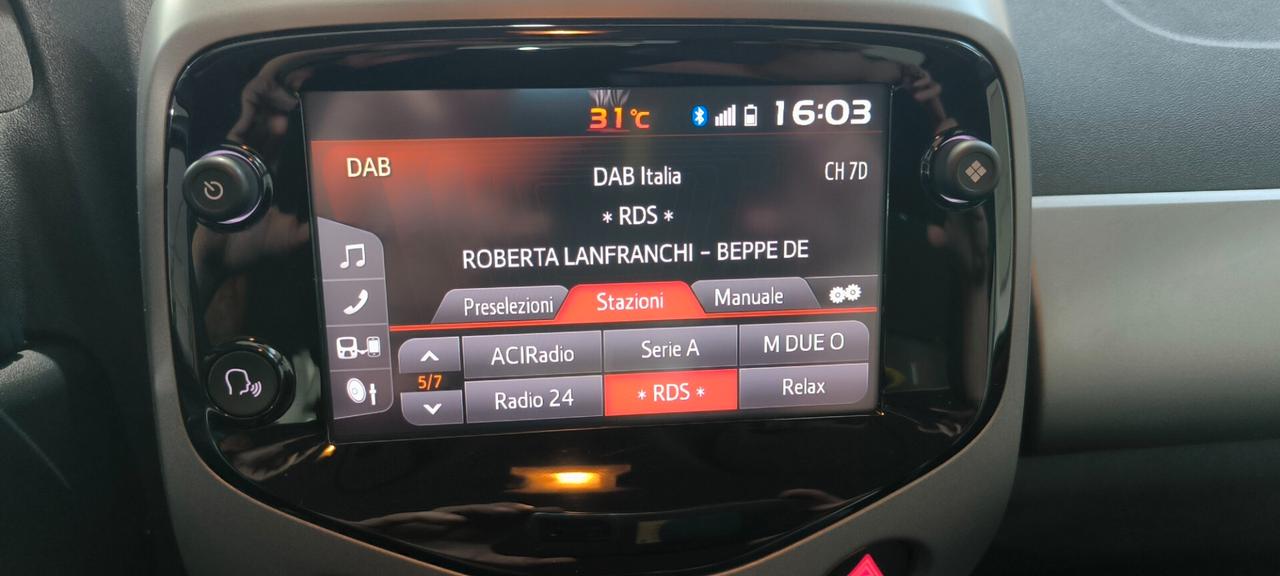 31°C 16:03
DAB DAB Italia CH 7D
* RDS *
ROBERTA LANFRANCHI - BEPPE DE
Preselezioni Stazioni Manuale
ACIRadio Serie A M DUE O
5/7
Radio 24 * RDS * Relax